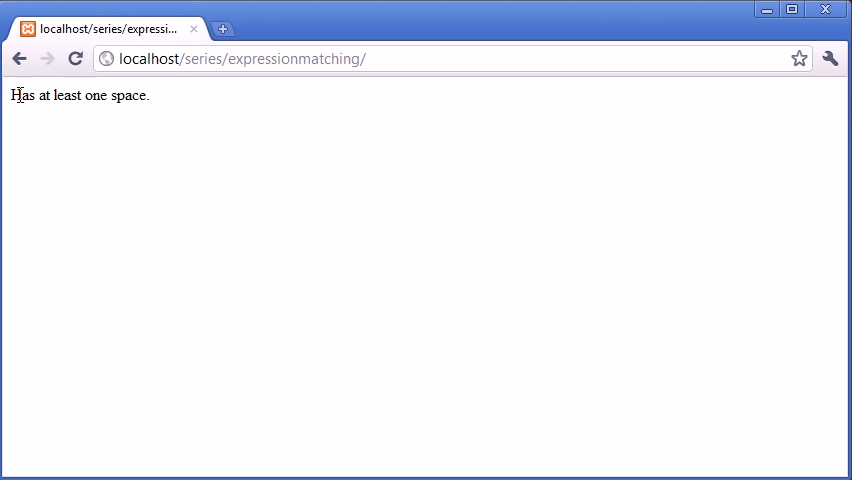 localhost/series/expressi...
localhost/series/expressionmatching/
Has at least one space.